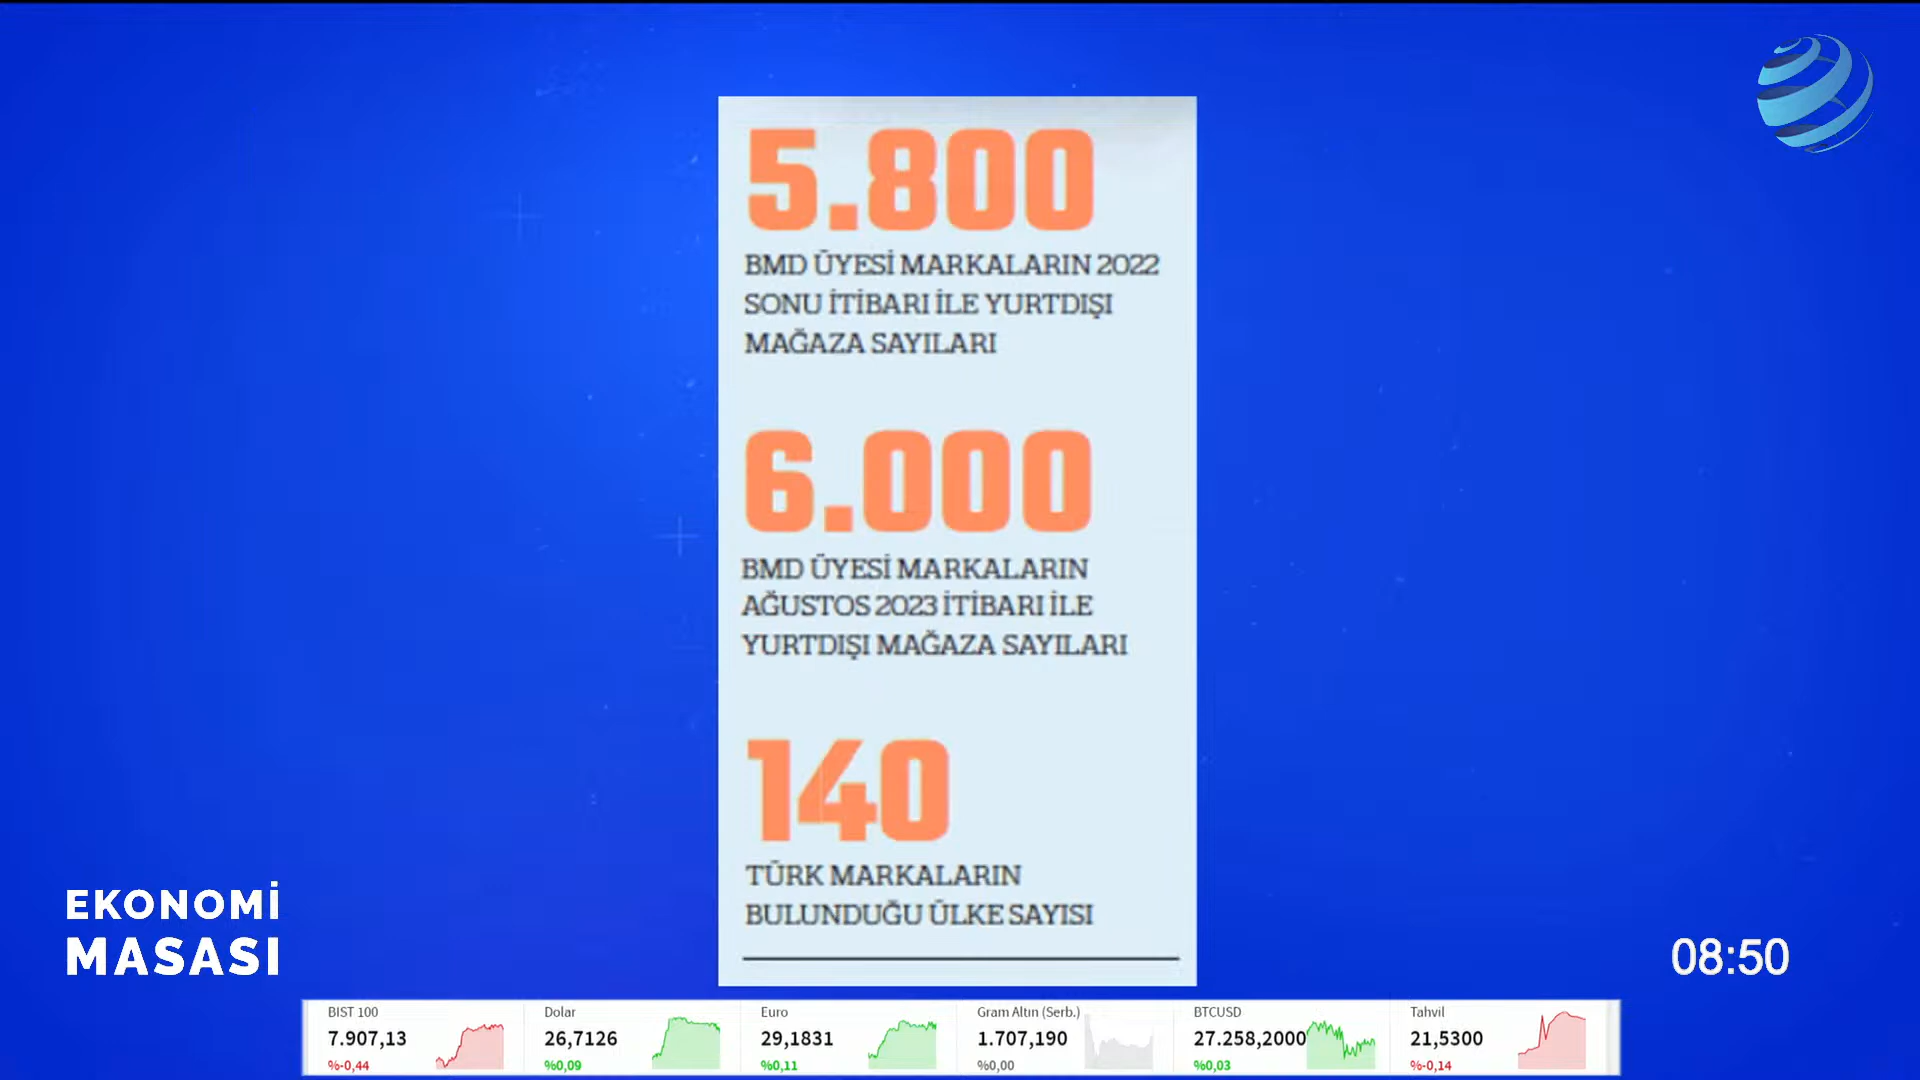 5.800
BMD ÜYESİ MARKALARIN 2022
SONU İTİBARI İLE YURTDIŞI
MAĞAZA SAYILARI
6.000
BMD ÜYESİ MARKALARIN
AĞUSTOS 2023 İTİBARI İLE
YURTDIŞI MAĞAZA SAYILARI
140
TÜRK MARKALARIN
BULUNDUĞU ÜLKE SAYISI
EKONOMİ
MASASI
08:50
BIST 100
7.907,13
%-0,44
Dolar
26,7126
%0,09
Euro
29,1831
%0,11
Gram Altın (Serb.)
1.707,190
%0,00
BTCUSD
27.258,2000
%0,03
Tahvil
21,5300
%-0,14